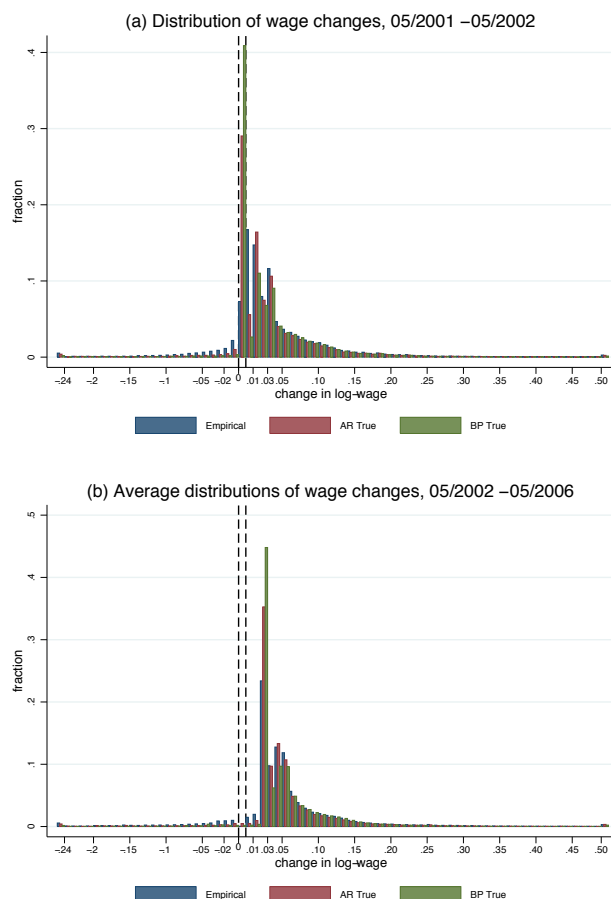 (a) Distribution of wage changes, 05/2001 −05/2002
.4
.3
.2
.1
0
fraction
−.24 −.2 −.1 −.05 −.02 0 .01 .03 .05 .10 .15 .20 .25 .30 .35 .40 .45 .50
change in log−wage
Empirical AR True BP True
(b) Average distributions of wage changes, 05/2002 −05/2006
.5
.4
.3
.2
.1
0
fraction
−.24 −.2 −.1 −.05 −.02 0 .01 .03 .05 .10 .15 .20 .25 .30 .35 .40 .45 .50
change in log−wage
Empirical AR True BP True